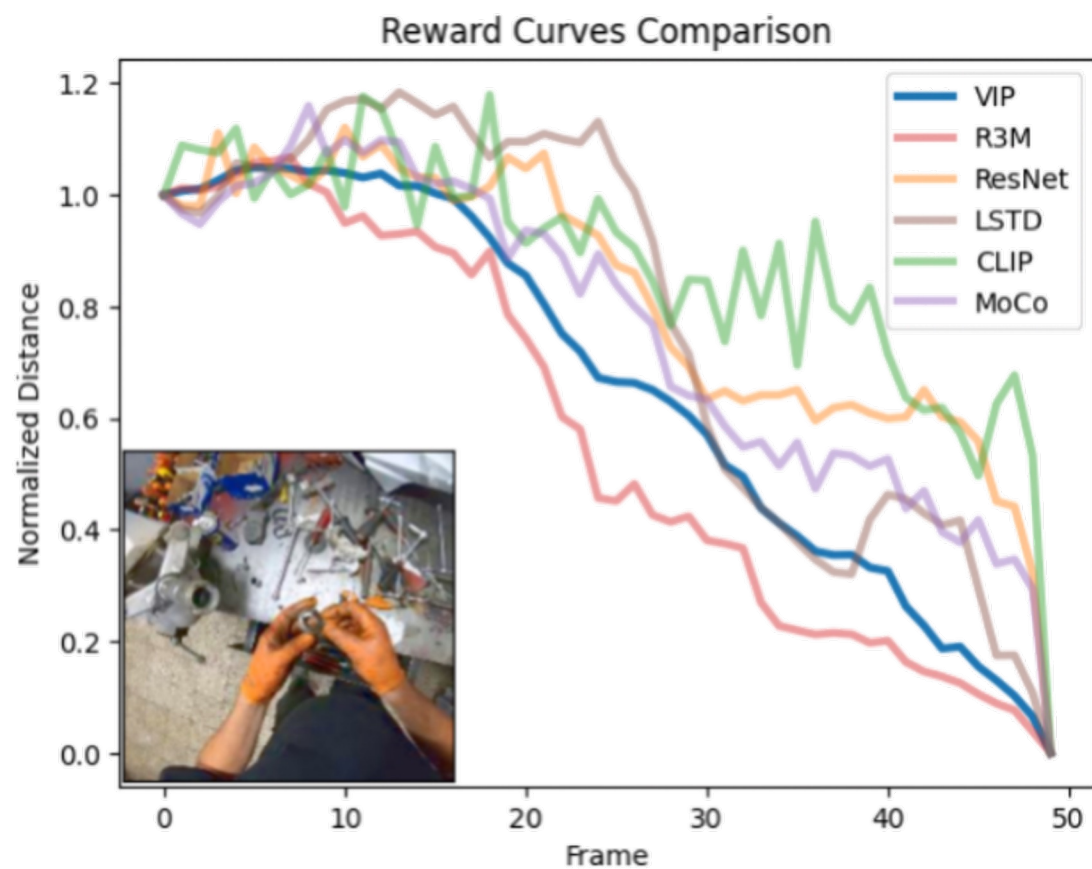 Reward Curves Comparison
Normalized Distance
1.2
1.0
0.8
0.6
0.4
0.2
0.0
VIP
R3M
ResNet
LSTD
CLIP
MoCo
0 10 20 30 40 50
Frame